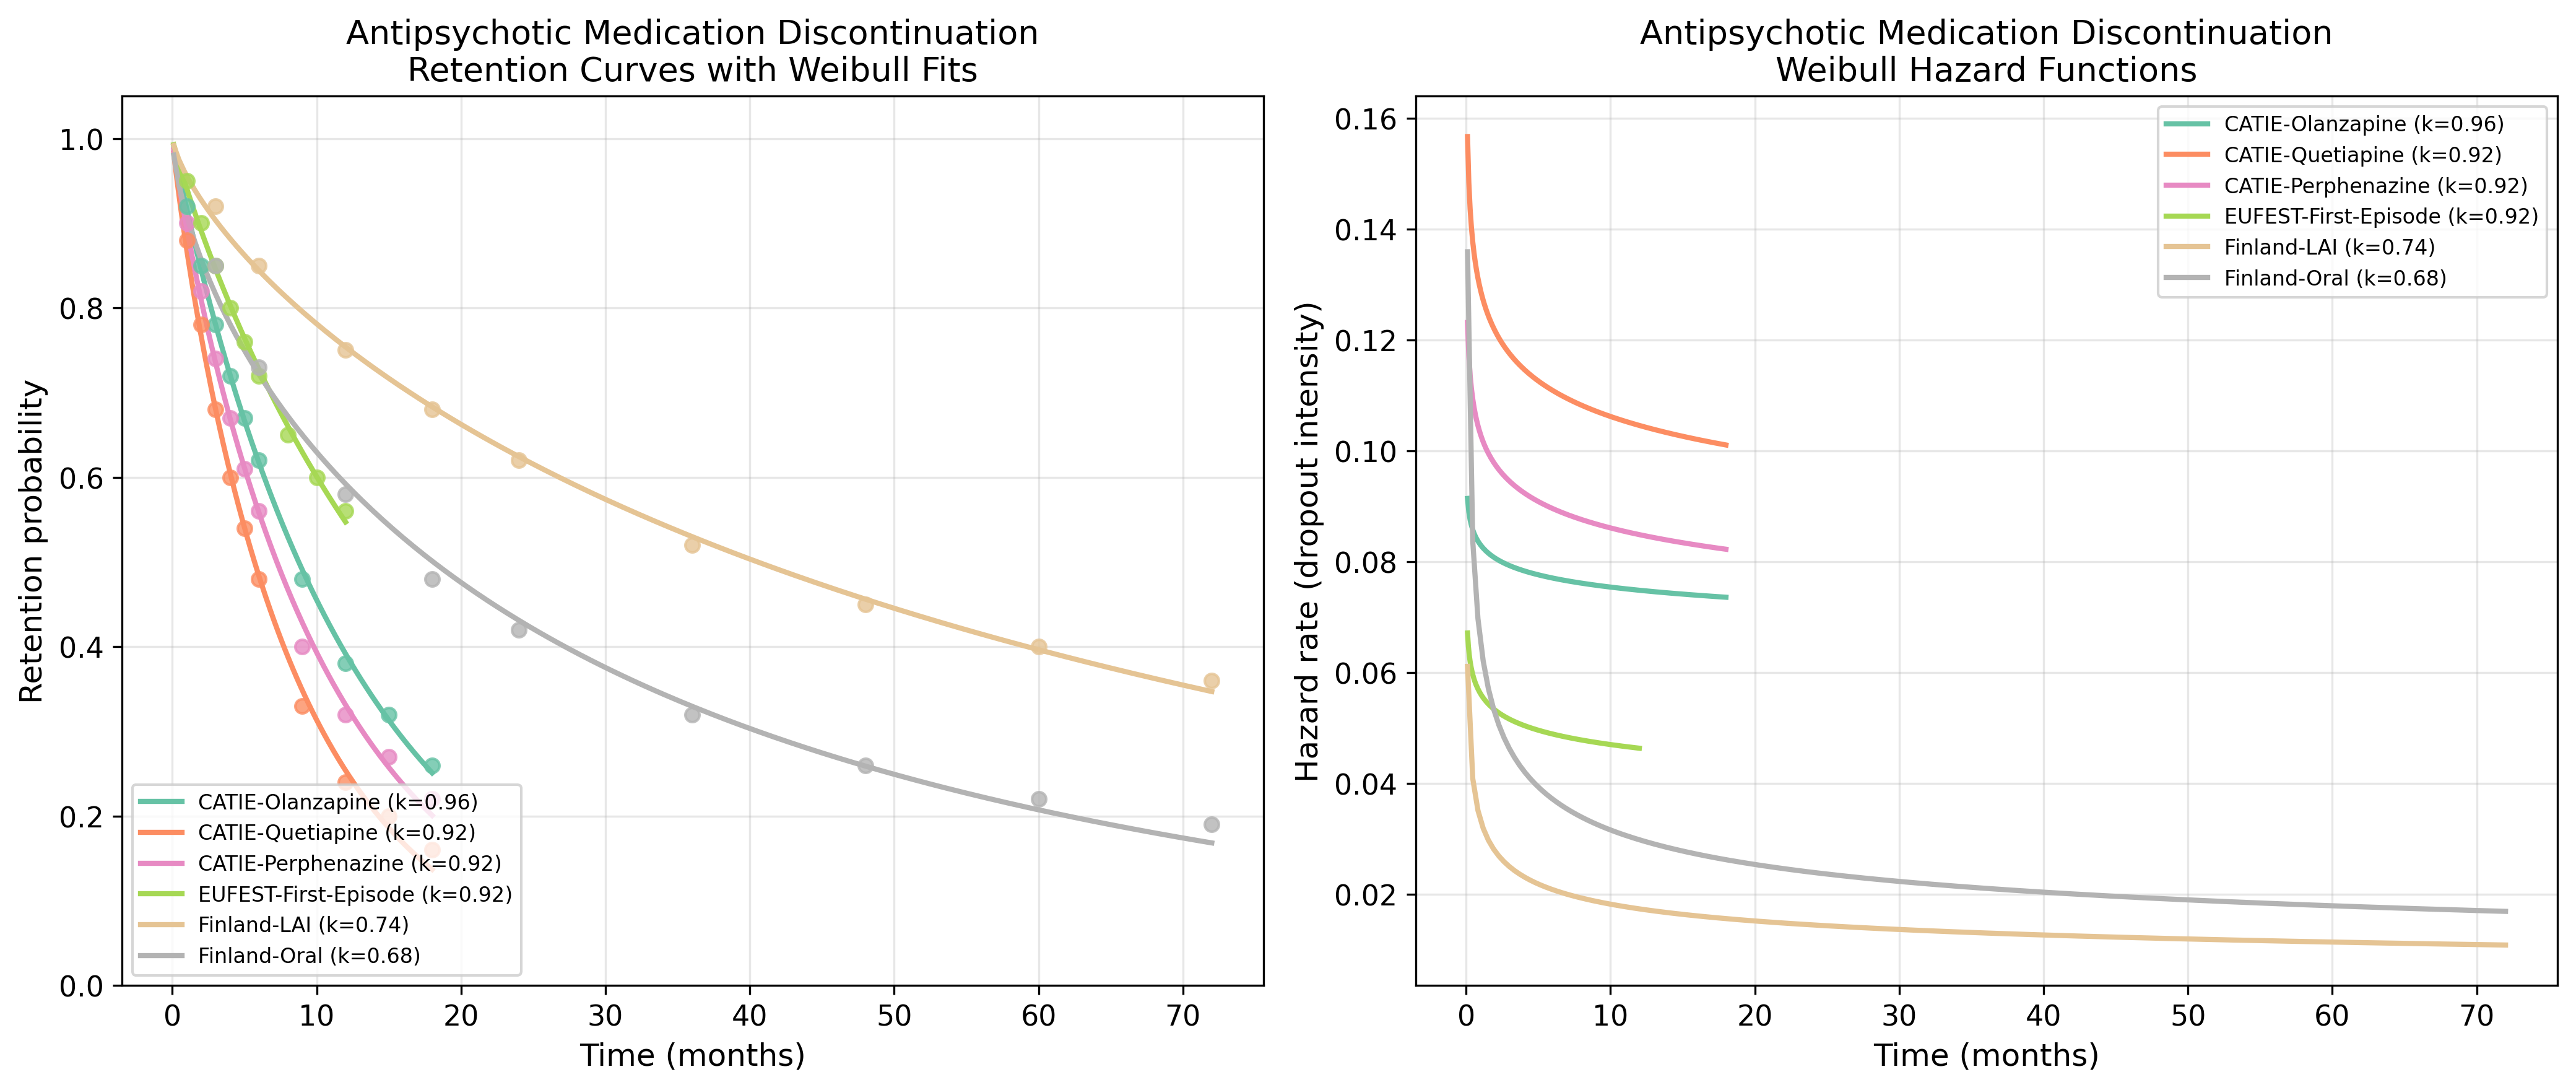 Antipsychotic Medication Discontinuation
Retention Curves with Weibull Fits
Retention probability
1.0
0.8
0.6
0.4
0.2
0.0
CATIE-Olanzapine (k=0.96)
CATIE-Quetiapine (k=0.92)
CATIE-Perphenazine (k=0.92)
EUFEST-First-Episode (k=0.92)
Finland-LAI (k=0.74)
Finland-Oral (k=0.68)
0 10 20 30 40 50 60 70
Time (months)
Antipsychotic Medication Discontinuation
Weibull Hazard Functions
Hazard rate (dropout intensity)
0.16
0.14
0.12
0.10
0.08
0.06
0.04
0.02
CATIE-Olanzapine (k=0.96)
CATIE-Quetiapine (k=0.92)
CATIE-Perphenazine (k=0.92)
EUFEST-First-Episode (k=0.92)
Finland-LAI (k=0.74)
Finland-Oral (k=0.68)
0 10 20 30 40 50 60 70
Time (months)